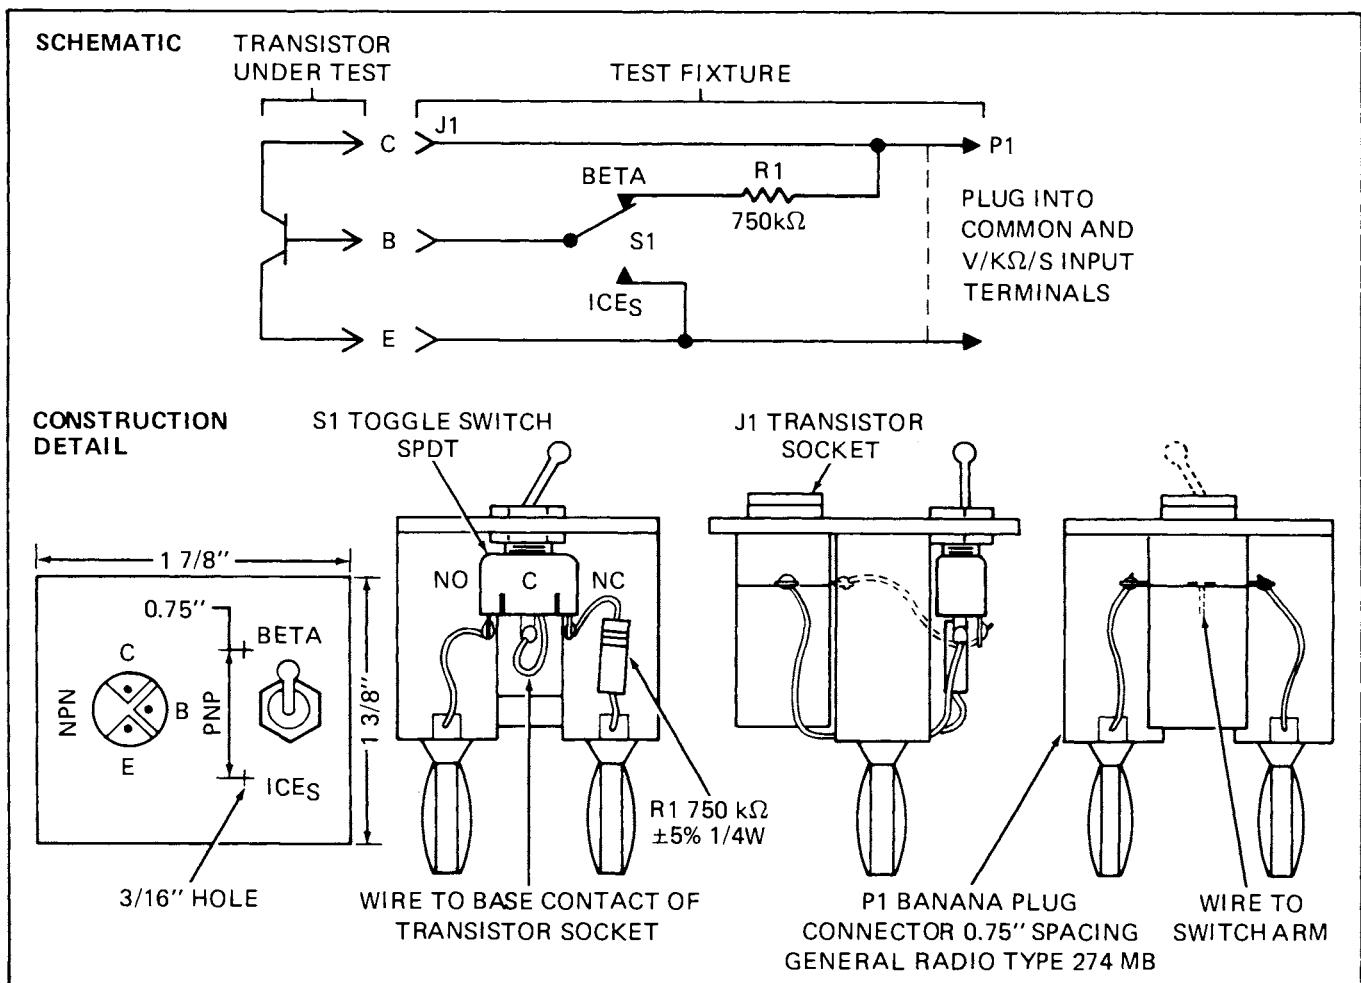 SCHEMATIC
TRANSISTOR
UNDER TEST
TEST FIXTURE
C
J1
P1
BETA
R1
750kΩ
B
S1
ICES
E
PLUG INTO
COMMON AND
V/KΩ/S INPUT
TERMINALS
CONSTRUCTION
DETAIL
S1 TOGGLE SWITCH
SPDT
J1 TRANSISTOR
SOCKET
1 7/8"
0.75"
BETA
C
NPN
B
PNP
E
ICES
1 3/8"
3/16" HOLE
NO
C
NC
R1 750 kΩ
±5% 1/4W
WIRE TO BASE CONTACT OF
TRANSISTOR SOCKET
P1 BANANA PLUG
CONNECTOR 0.75" SPACING
GENERAL RADIO TYPE 274 MB
WIRE TO
SWITCH ARM